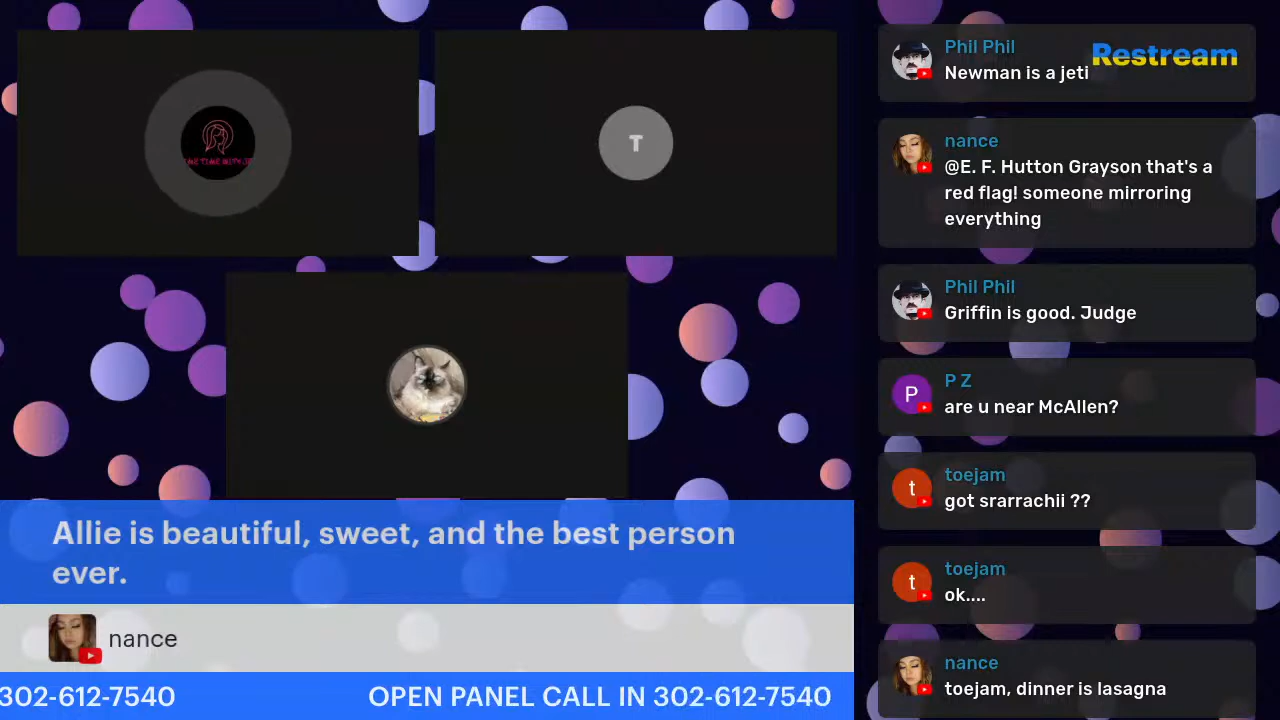 T
Allie is beautiful, sweet, and the best person
ever.
nance
302-612-7540
OPEN PANEL CALL IN 302-612-7540
Restream
Phil Phil
Newman is a jeti
nance
@E. F. Hutton Grayson that's a
red flag! someone mirroring
everything
Phil Phil
Griffin is good. Judge
P
P Z
are u near McAllen?
t
toejam
got srarrachii ??
t
toejam
ok....
nance
toejam, dinner is lasagna